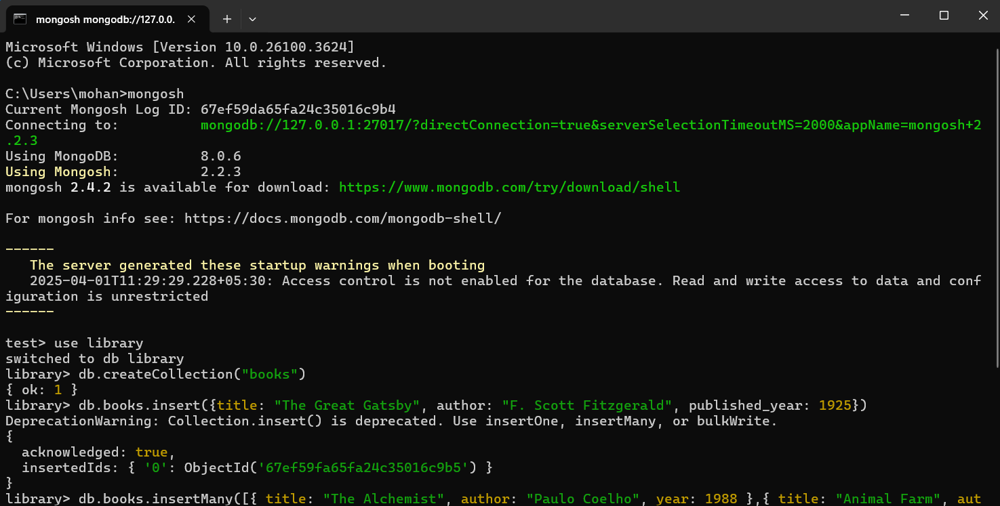 mongosh mongodb://127.0.0.
Microsoft Windows [Version 10.0.26100.3624]
(c) Microsoft Corporation. All rights reserved.
C:\Users\mohan>mongosh
Current Mongosh Log ID: 67ef59da65fa24c35016c9b4
Connecting to:          mongodb://127.0.0.1:27017/?directConnection=true&serverSelectionTimeoutMS=2000&appName=mongosh+2
.2.3
Using MongoDB:          8.0.6
Using Mongosh:          2.2.3
mongosh 2.4.2 is available for download: https://www.mongodb.com/try/download/shell
For mongosh info see: https://docs.mongodb.com/mongodb-shell/
------
   The server generated these startup warnings when booting
   2025-04-01T11:29:29.228+05:30: Access control is not enabled for the database. Read and write access to data and conf
iguration is unrestricted
------
test> use library
switched to db library
library> db.createCollection("books")
{ ok: 1 }
library> db.books.insert({title: "The Great Gatsby", author: "F. Scott Fitzgerald", published_year: 1925})
DeprecationWarning: Collection.insert() is deprecated. Use insertOne, insertMany, or bulkWrite.
{
  acknowledged: true,
  insertedIds: { '0': ObjectId('67ef59fa65fa24c35016c9b5') }
}
library> db.books.insertMany([{ title: "The Alchemist", author: "Paulo Coelho", year: 1988 },{ title: "Animal Farm", aut